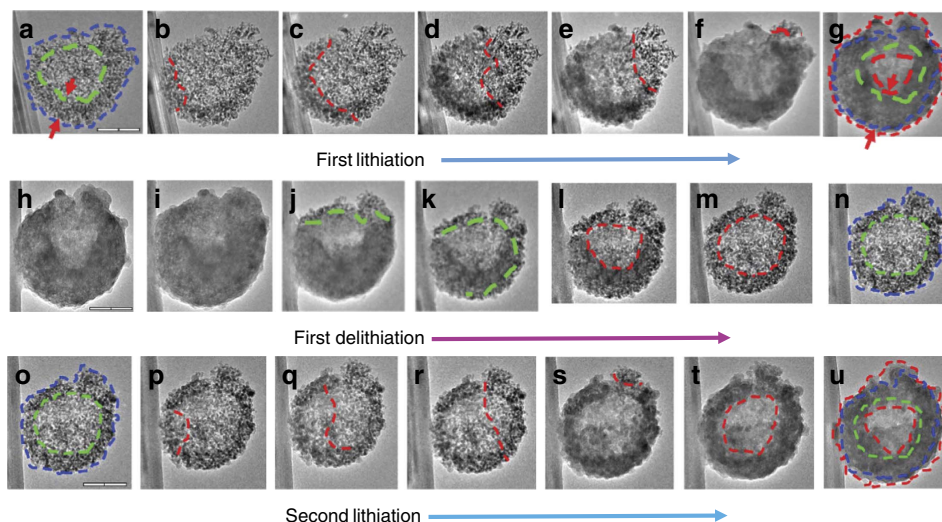 a b c d e f g
First lithiation
h i j k l m n
First delithiation
o p q r s t u
Second lithiation